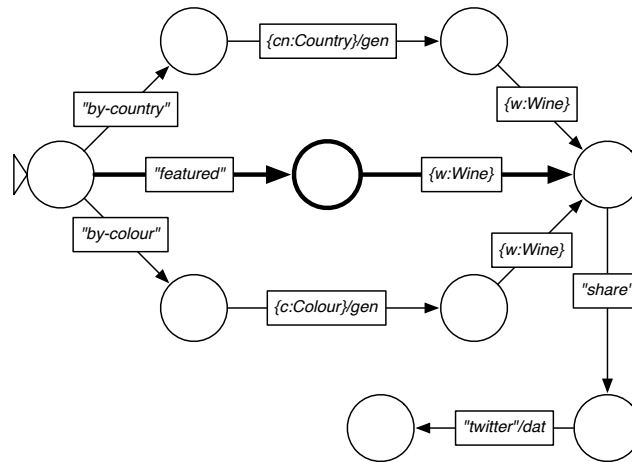 {cn:Country}/gen
"by-country"
{w:Wine}
"featured"
{w:Wine}
"by-colour"
{w:Wine}
{c:Colour}/gen
"share"
"twitter"/dat